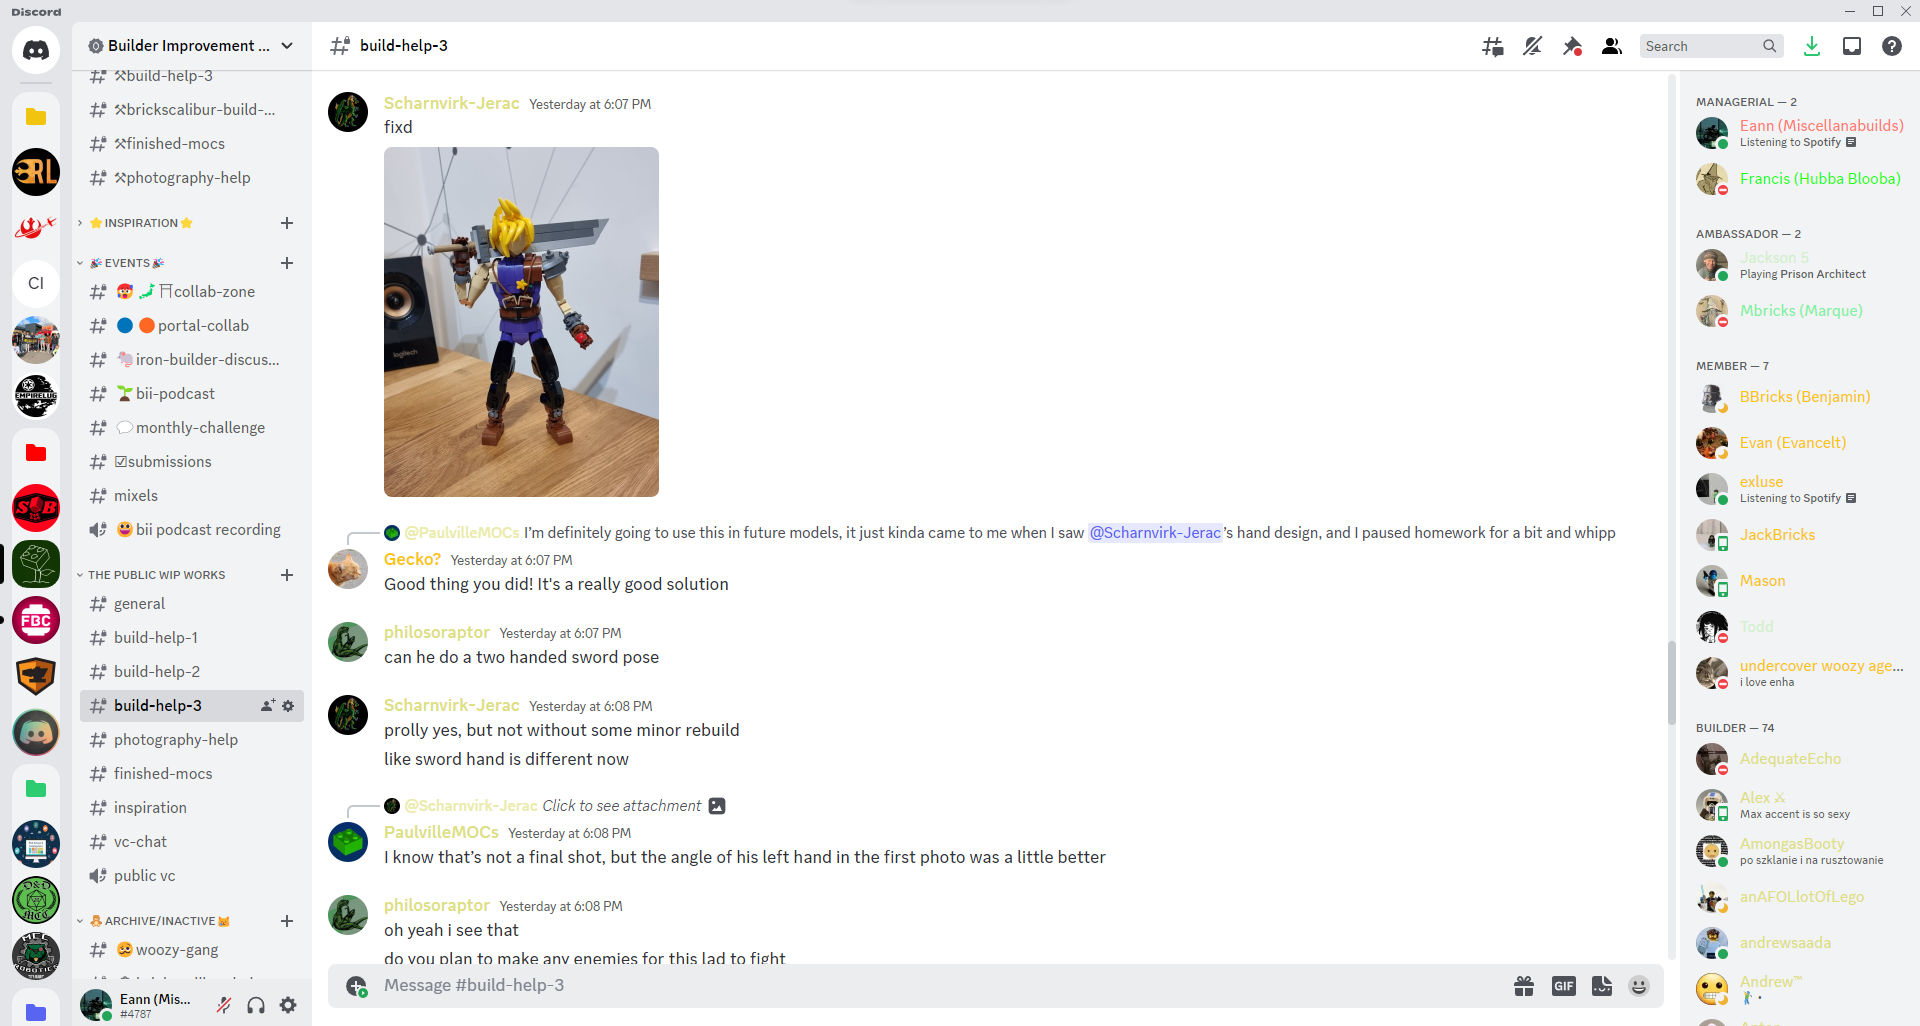 Discord
Builder Improvement ...
build-help-3
Search
build-help-3
brickscalibur-build-...
finished-mocs
photography-help
INSPIRATION
EVENTS
collab-zone
portal-collab
iron-builder-discus...
bii-podcast
monthly-challenge
submissions
mixels
bii podcast recording
THE PUBLIC WIP WORKS
general
build-help-1
build-help-2
build-help-3
photography-help
finished-mocs
inspiration
vc-chat
public vc
ARCHIVE/INACTIVE
woozy-gang
Eann (Mis...
#4787
RL
CI
EMPIRELUG
SOB
FBC
D&D
MCC
MCC
ROBOTICS
Scharnvirk-Jerac Yesterday at 6:07 PM
fixd
logitech
@PaulvilleMOCs I'm definitely going to use this in future models, it just kinda came to me when I saw @Scharnvirk-Jerac's hand design, and I paused homework for a bit and whipp
Gecko? Yesterday at 6:07 PM
Good thing you did! It's a really good solution
philosoraptor Yesterday at 6:07 PM
can he do a two handed sword pose
Scharnvirk-Jerac Yesterday at 6:08 PM
prolly yes, but not without some minor rebuild
like sword hand is different now
@Scharnvirk-Jerac Click to see attachment
PaulvilleMOCs Yesterday at 6:08 PM
I know that's not a final shot, but the angle of his left hand in the first photo was a little better
philosoraptor Yesterday at 6:08 PM
oh yeah i see that
do you plan to make any enemies for this lad to fight
Message #build-help-3
GIF
MANAGERIAL — 2
Eann (Miscellanabuilds)
Listening to Spotify
Francis (Hubba Blooba)
AMBASSADOR — 2
Jackson 5
Playing Prison Architect
Mbricks (Marque)
MEMBER — 7
BBricks (Benjamin)
Evan (Evancelt)
exluse
Listening to Spotify
JackBricks
Mason
Todd
undercover woozy age...
i love enha
BUILDER — 74
AdequateEcho
Alex
Max accent is so sexy
AmongasBooty
po szklanie i na rusztowanie
anAFOLlotOfLego
andrewsaada
Andrew™